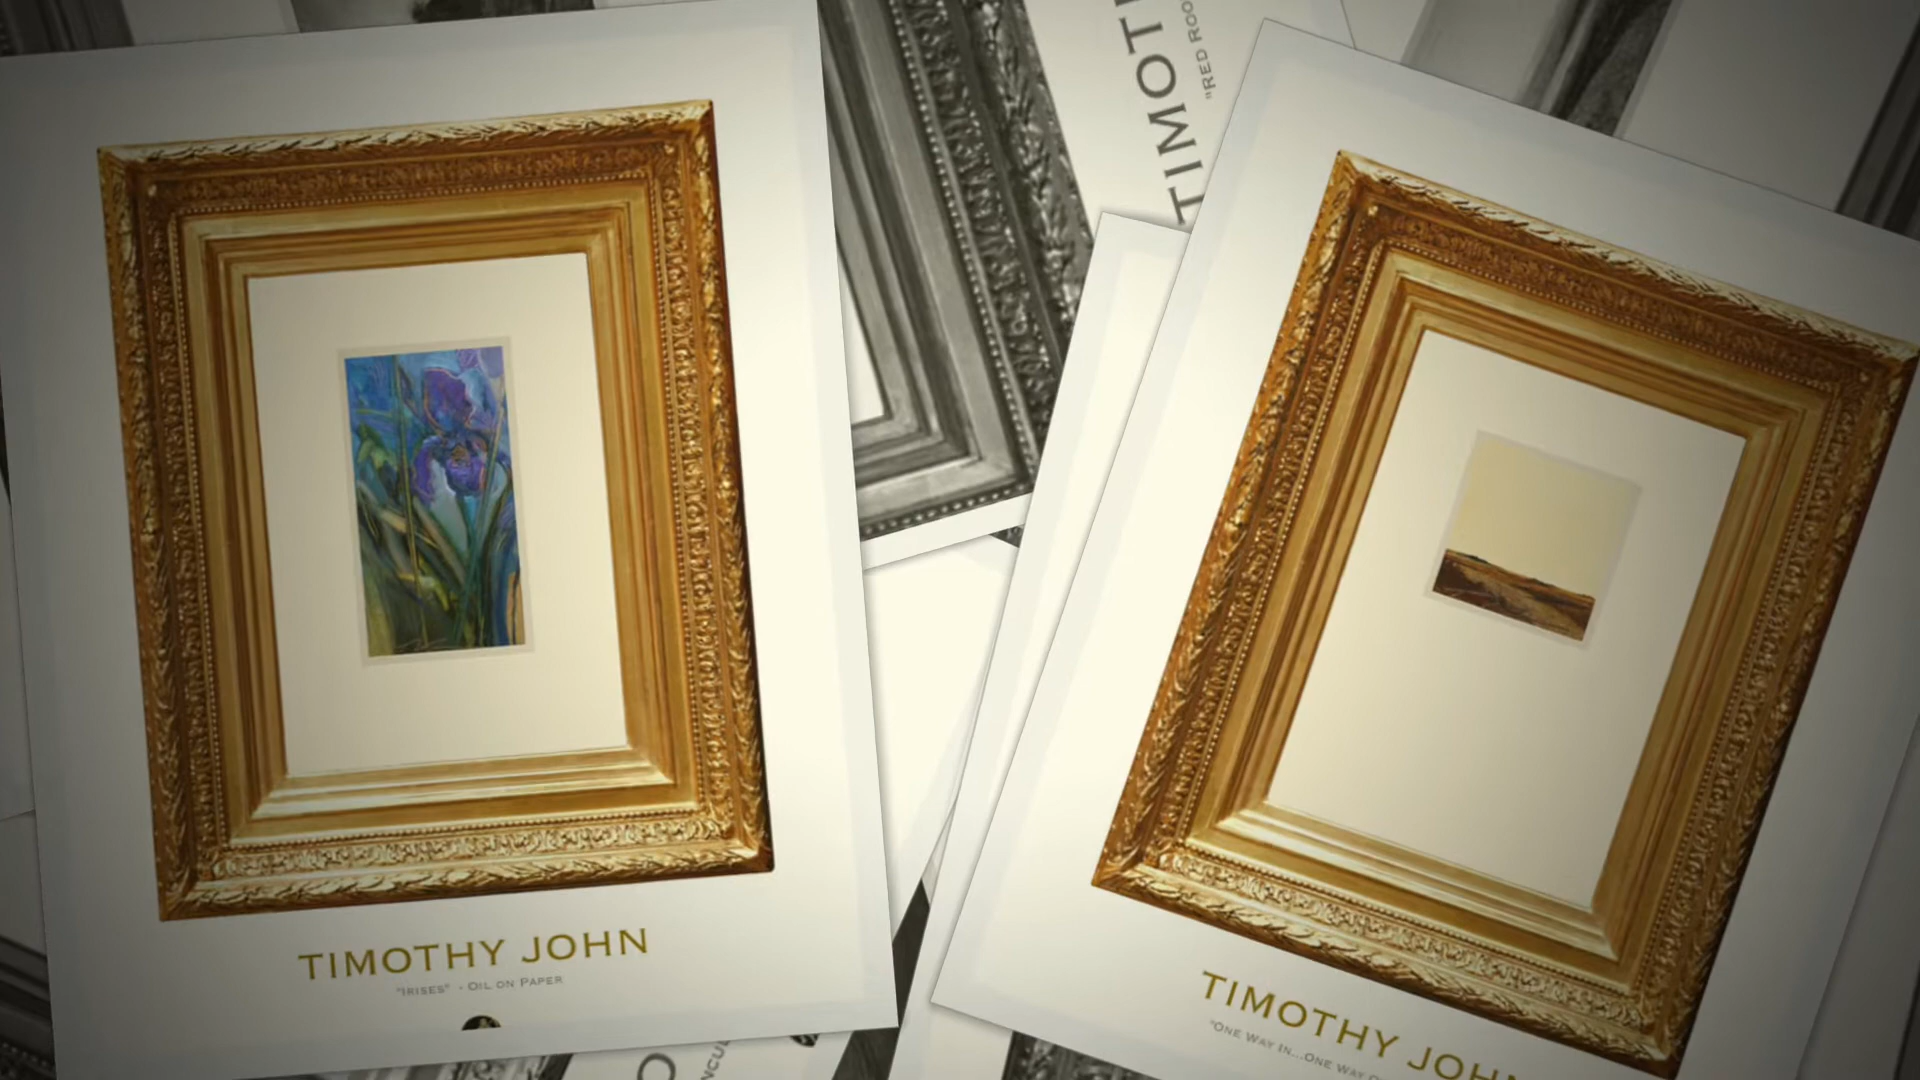 TIMOTHY JOHN
"IRISES" - OIL ON PAPER
TIMOTHY JOHN
"ONE WAY IN...ONE WAY O
TIMOT
"RED ROO